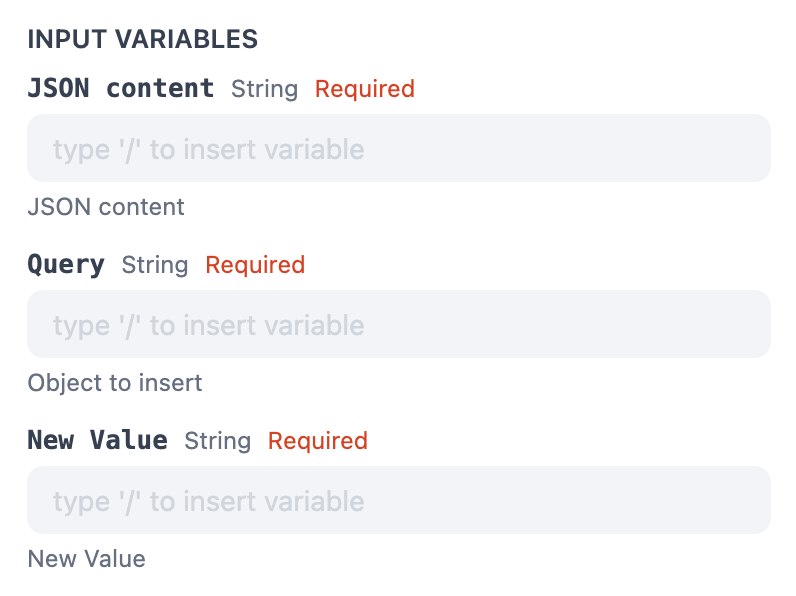 INPUT VARIABLES
JSON content String Required
type '/' to insert variable
JSON content
Query String Required
type '/' to insert variable
Object to insert
New Value String Required
type '/' to insert variable
New Value